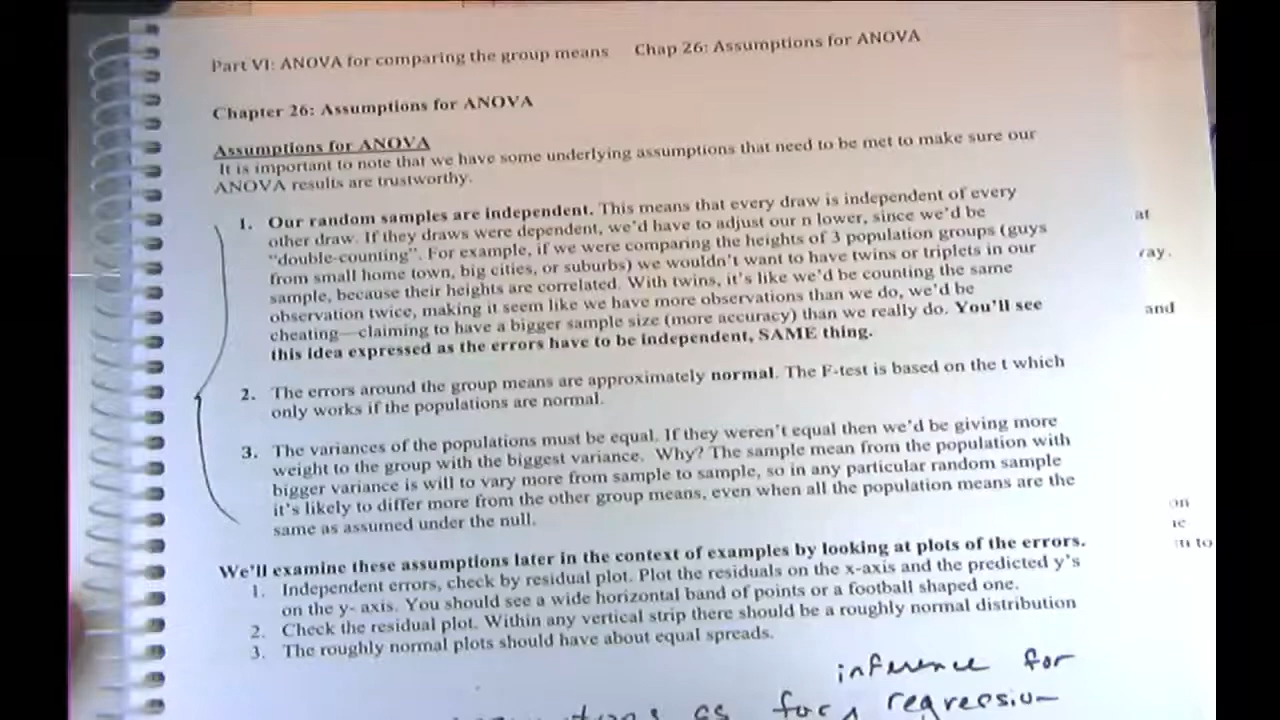 Part VI: ANOVA for comparing the group means Chap 26: Assumptions for ANOVA
Chapter 26: Assumptions for ANOVA
Assumptions for ANOVA
It is important to note that we have some underlying assumptions that need to be met to make sure our
ANOVA results are trustworthy.
1. Our random samples are independent. This means that every draw is independent of every
other draw. If they draws were dependent, we'd have to adjust our n lower, since we'd be
"double-counting". For example, if we were comparing the heights of 3 population groups (guys
from small home town, big cities, or suburbs) we wouldn't want to have twins or triplets in our
sample, because their heights are correlated. With twins, it's like we'd be counting the same
observation twice, making it seem like we have more observations than we do, we'd be
cheating—claiming to have a bigger sample size (more accuracy) than we really do. You'll see
this idea expressed as the errors have to be independent, SAME thing.
2. The errors around the group means are approximately normal. The F-test is based on the t which
only works if the populations are normal.
3. The variances of the populations must be equal. If they weren't equal then we'd be giving more
weight to the group with the biggest variance. Why? The sample mean from the population with
bigger variance is will to vary more from sample to sample, so in any particular random sample
it's likely to differ more from the other group means, even when all the population means are the
same as assumed under the null.
We'll examine these assumptions later in the context of examples by looking at plots of the errors.
1. Independent errors, check by residual plot. Plot the residuals on the x-axis and the predicted y's
on the y- axis. You should see a wide horizontal band of points or a football shaped one.
2. Check the residual plot. Within any vertical strip there should be a roughly normal distribution
3. The roughly normal plots should have about equal spreads.
inference for
as for regression
at
ray.
and
on
to